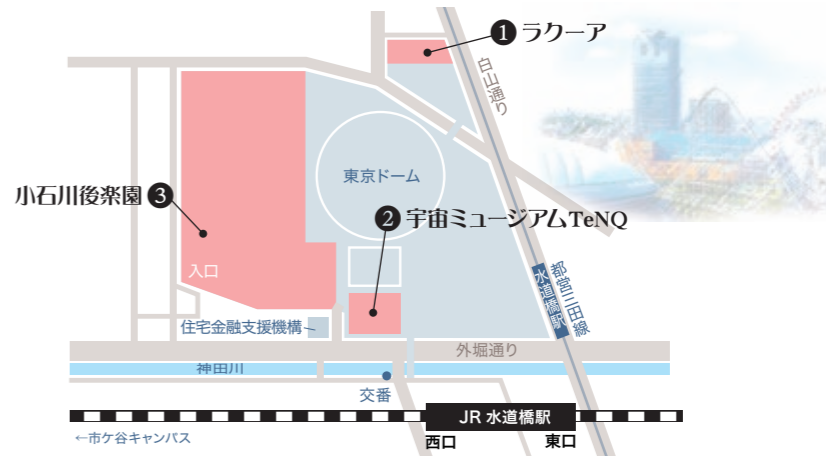 ❶ ラクーア
白山通り
東京ドーム
小石川後楽園 ❸
❷ 宇宙ミュージアムTeNQ
入口
都営三田線
水道橋駅
住宅金融支援機構
外堀通り
神田川
交番
JR 水道橋駅
←市ケ谷キャンパス
西口
東口